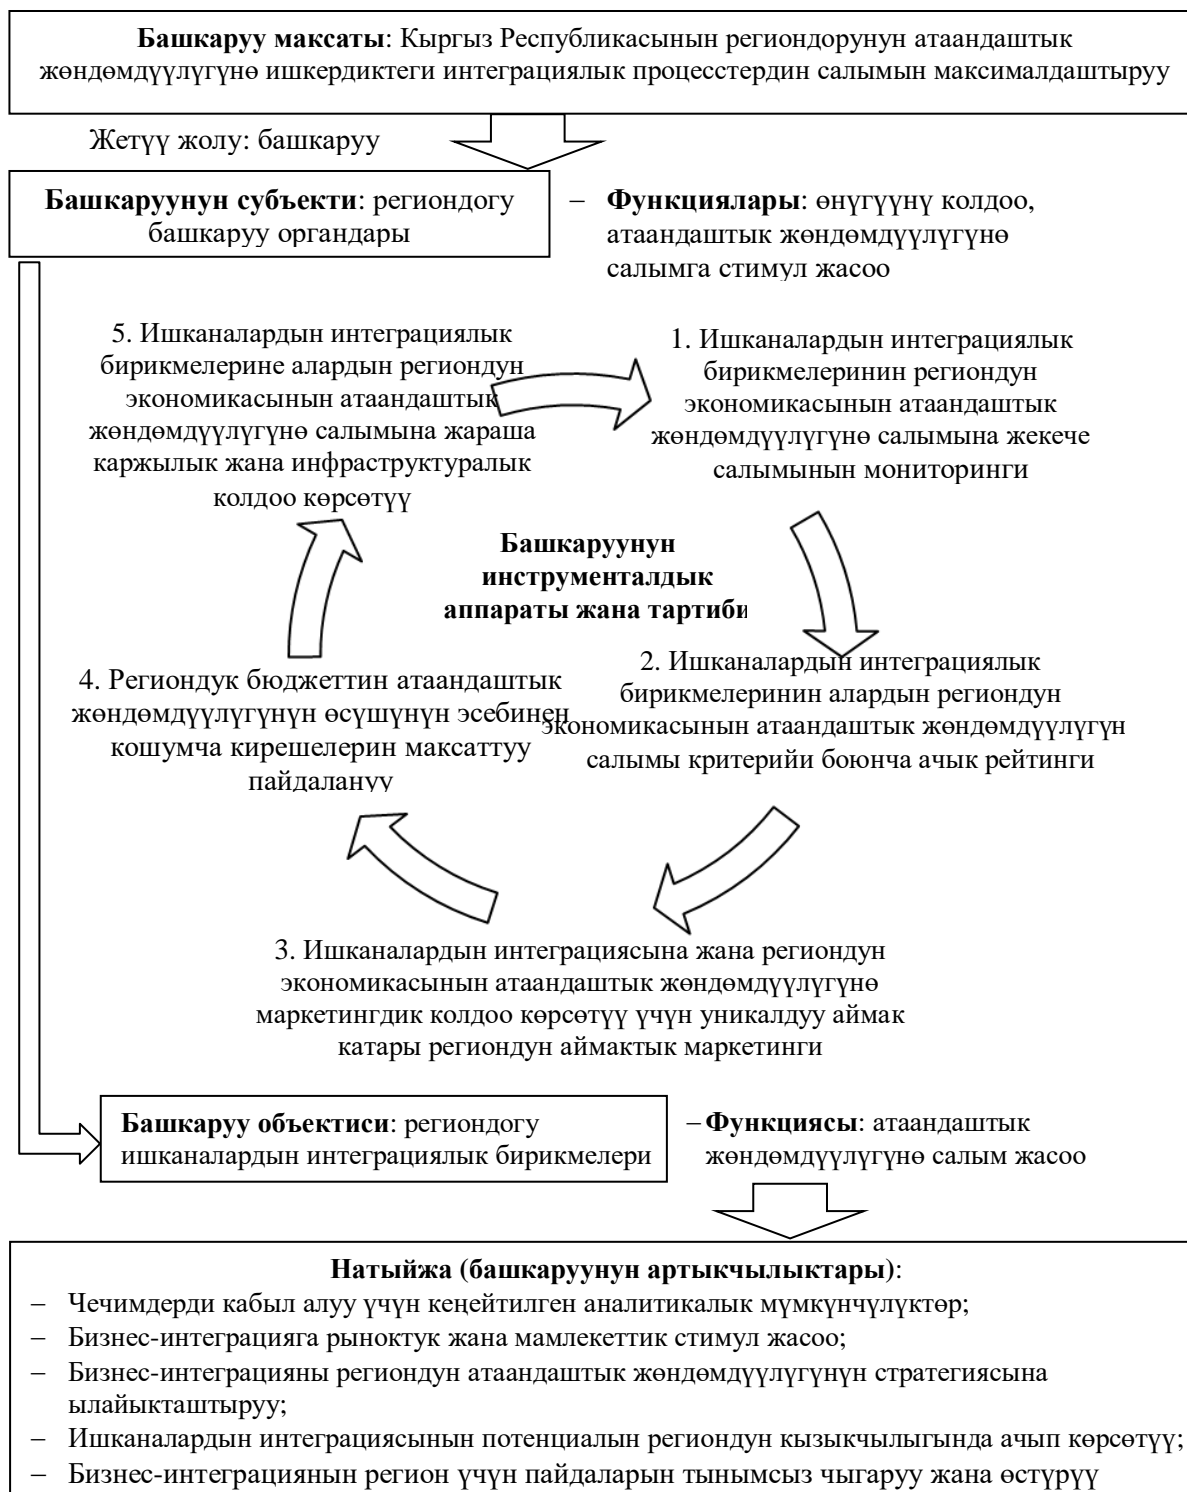 Башкаруу максаты: Кыргыз Республикасынын региондорунун атаандаштык
жөндөмдүүлүгүнө ишкердиктеги интеграциялык процесстердин салымын максималдаштыруу
Жетүү жолу: башкаруу
Башкаруунун субъекти: региондогу
башкаруу органдары
– Функциялары: өнүгүүнү колдоо,
атаандаштык жөндөмдүүлүгүнө
салымга стимул жасоо
5. Ишканалардын интеграциялык
бирикмелерине алардын региондун
экономикасынын атаандаштык
жөндөмдүүлүгүнө салымына жараша
каржылык жана инфраструктуралык
колдоо көрсөтүү
1. Ишканалардын интеграциялык
бирикмелеринин региондун
экономикасынын атаандаштык
жөндөмдүүлүгүнө салымына жекече
салымынын мониторинги
Башкаруунун
инструменталдык
аппараты жана тартиби
2. Ишканалардын интеграциялык
бирикмелеринин алардын региондун
экономикасынын атаандаштык жөндөмдүүлүгүн
салымы критерийи боюнча ачык рейтинги
4. Региондук бюджеттин атаандаштык
жөндөмдүүлүгүнүн өсүшүнүн эсебинен
кошумча кирешелерин максаттуу
пайдалануу
3. Ишканалардын интеграциясына жана региондун
экономикасынын атаандаштык жөндөмдүүлүгүнө
маркетингдик колдоо көрсөтүү үчүн уникалдуу аймак
катары региондун аймактык маркетинги
Башкаруу объектиси: региондогу
ишканалардын интеграциялык бирикмелери
– Функциясы: атаандаштык
жөндөмдүүлүгүнө салым жасоо
Натыйжа (башкаруунун артыкчылыктары):
– Чечимдерди кабыл алуу үчүн кеңейтилген аналитикалык мүмкүнчүлүктөр;
– Бизнес-интеграцияга рыноктук жана мамлекеттик стимул жасоо;
– Бизнес-интеграцияны региондун атаандаштык жөндөмдүүлүгүнүн стратегиясына
ылайыкташтыруу;
– Ишканалардын интеграциясынын потенциалын региондун кызыкчылыгында ачып көрсөтүү;
– Бизнес-интеграциянын регион үчүн пайдаларын тынымсыз чыгаруу жана өстүрүү